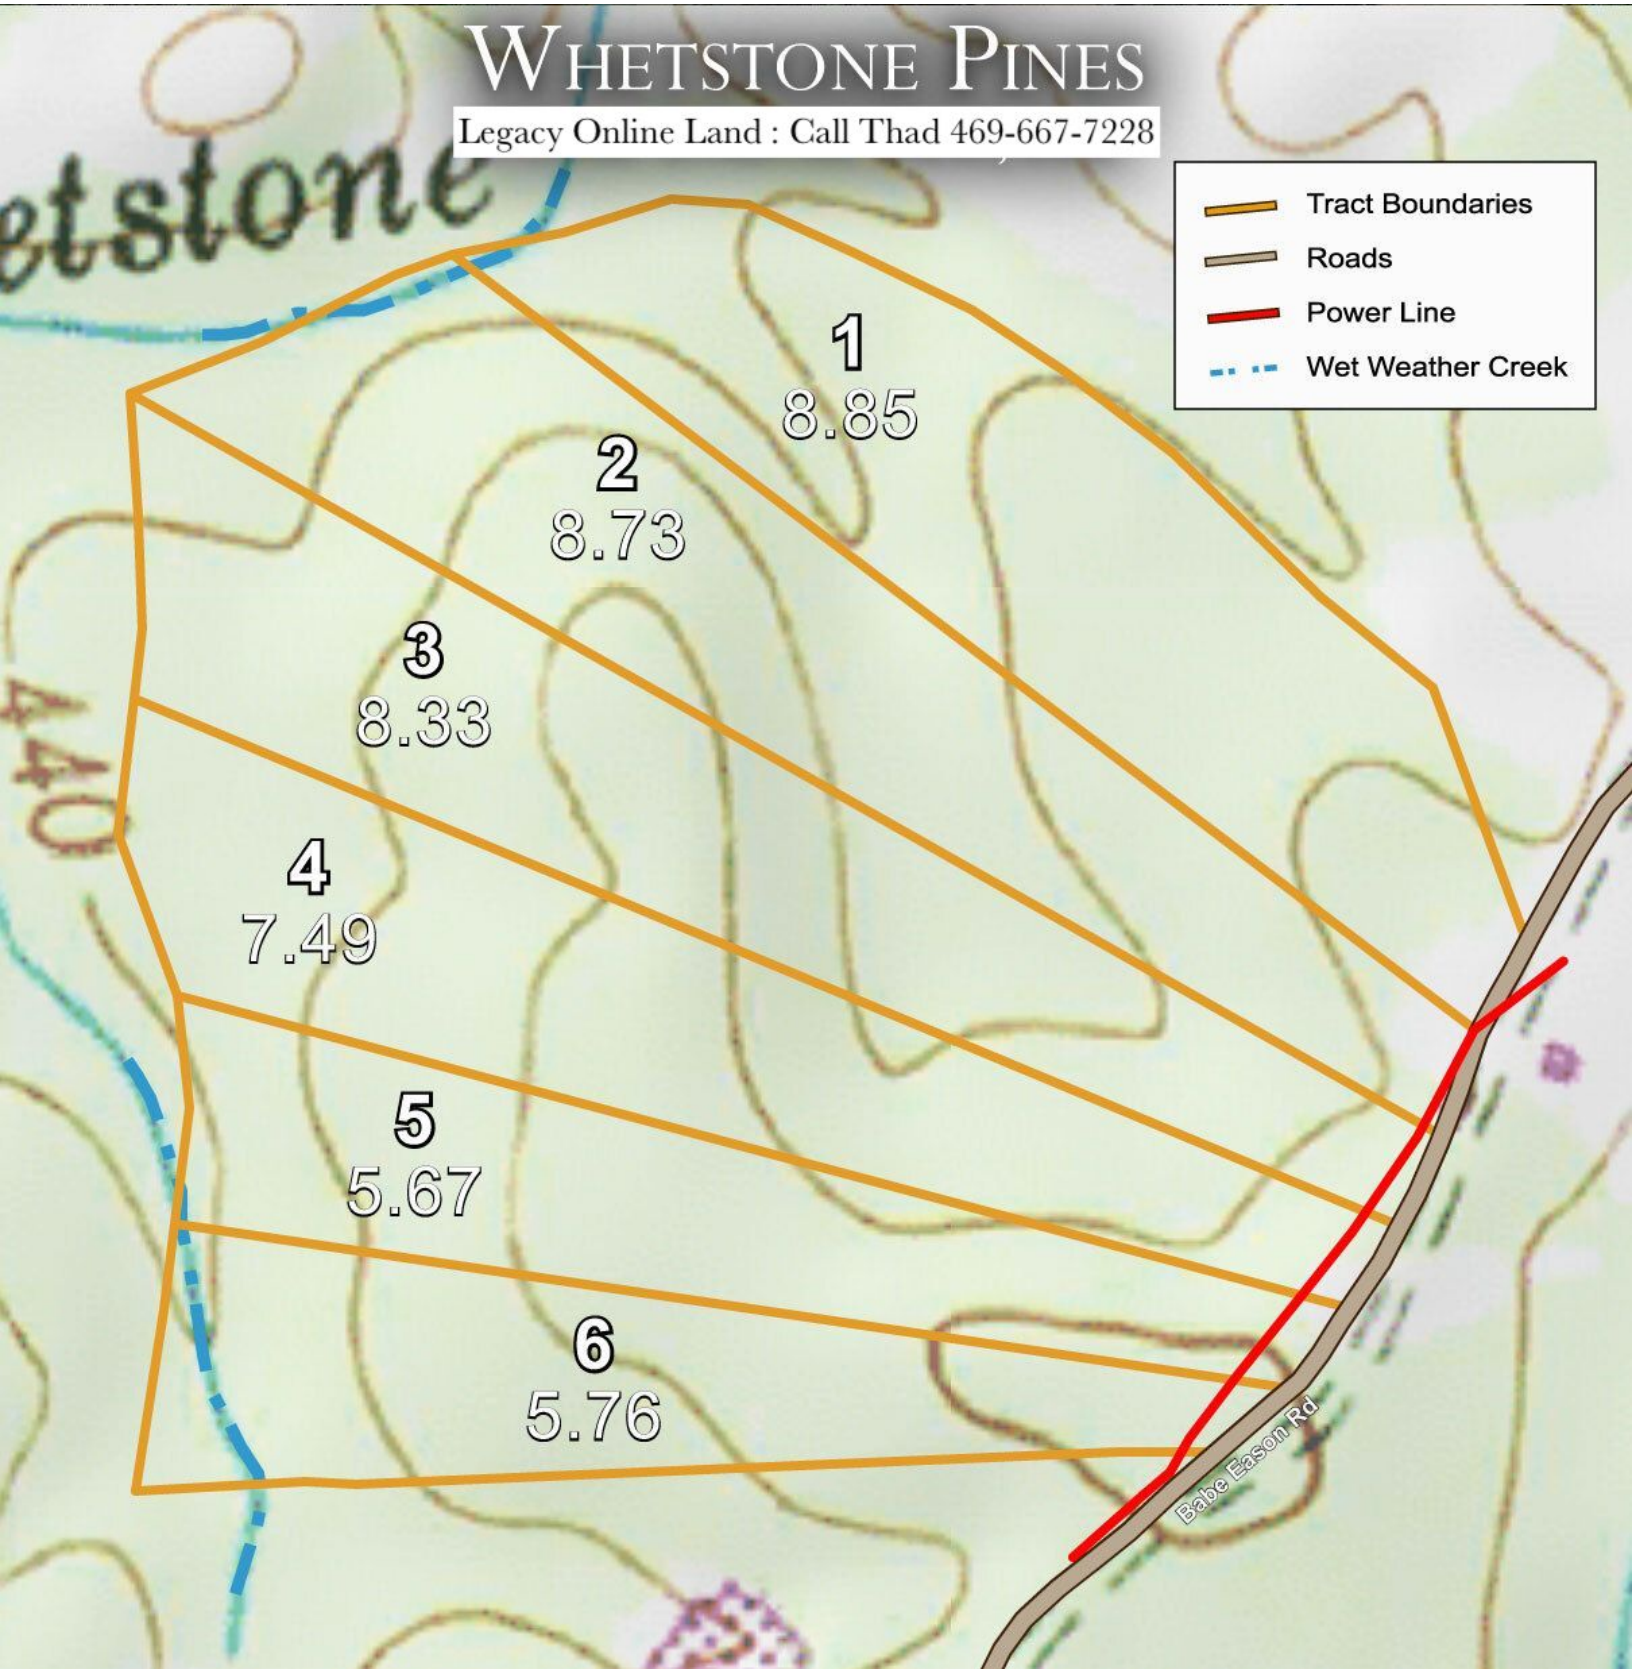 WHETSTONE PINES
Legacy Online Land : Call Thad 469-667-7228
etstone
Tract Boundaries
Roads
Power Line
Wet Weather Creek
1
8.85
2
8.73
3
8.33
440
4
7.49
5
5.67
6
5.76
Babe Eason Rd